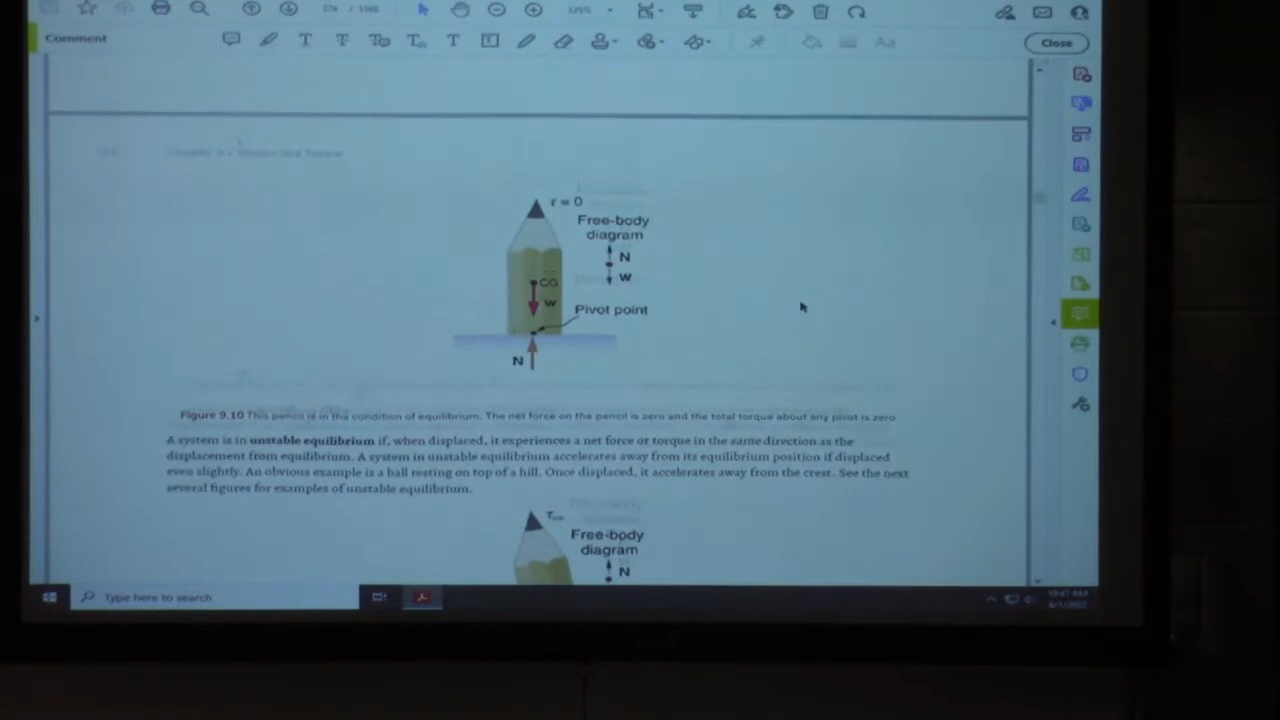 125%
Comment
Close
τ = 0
Free-body
diagram
N
W
CG
W
Pivot point
N
Figure 9.10 This pencil is in the condition of equilibrium. The net force on the pencil is zero and the total torque about any pivot is zero
A system is in unstable equilibrium if, when displaced, it experiences a net force or torque in the same direction as the
displacement from equilibrium. A system in unstable equilibrium accelerates away from its equilibrium position if displaced
even slightly. An obvious example is a ball resting on top of a hill. Once displaced, it accelerates away from the crest. See the next
several figures for examples of unstable equilibrium.
Free-body
diagram
N
Type here to search